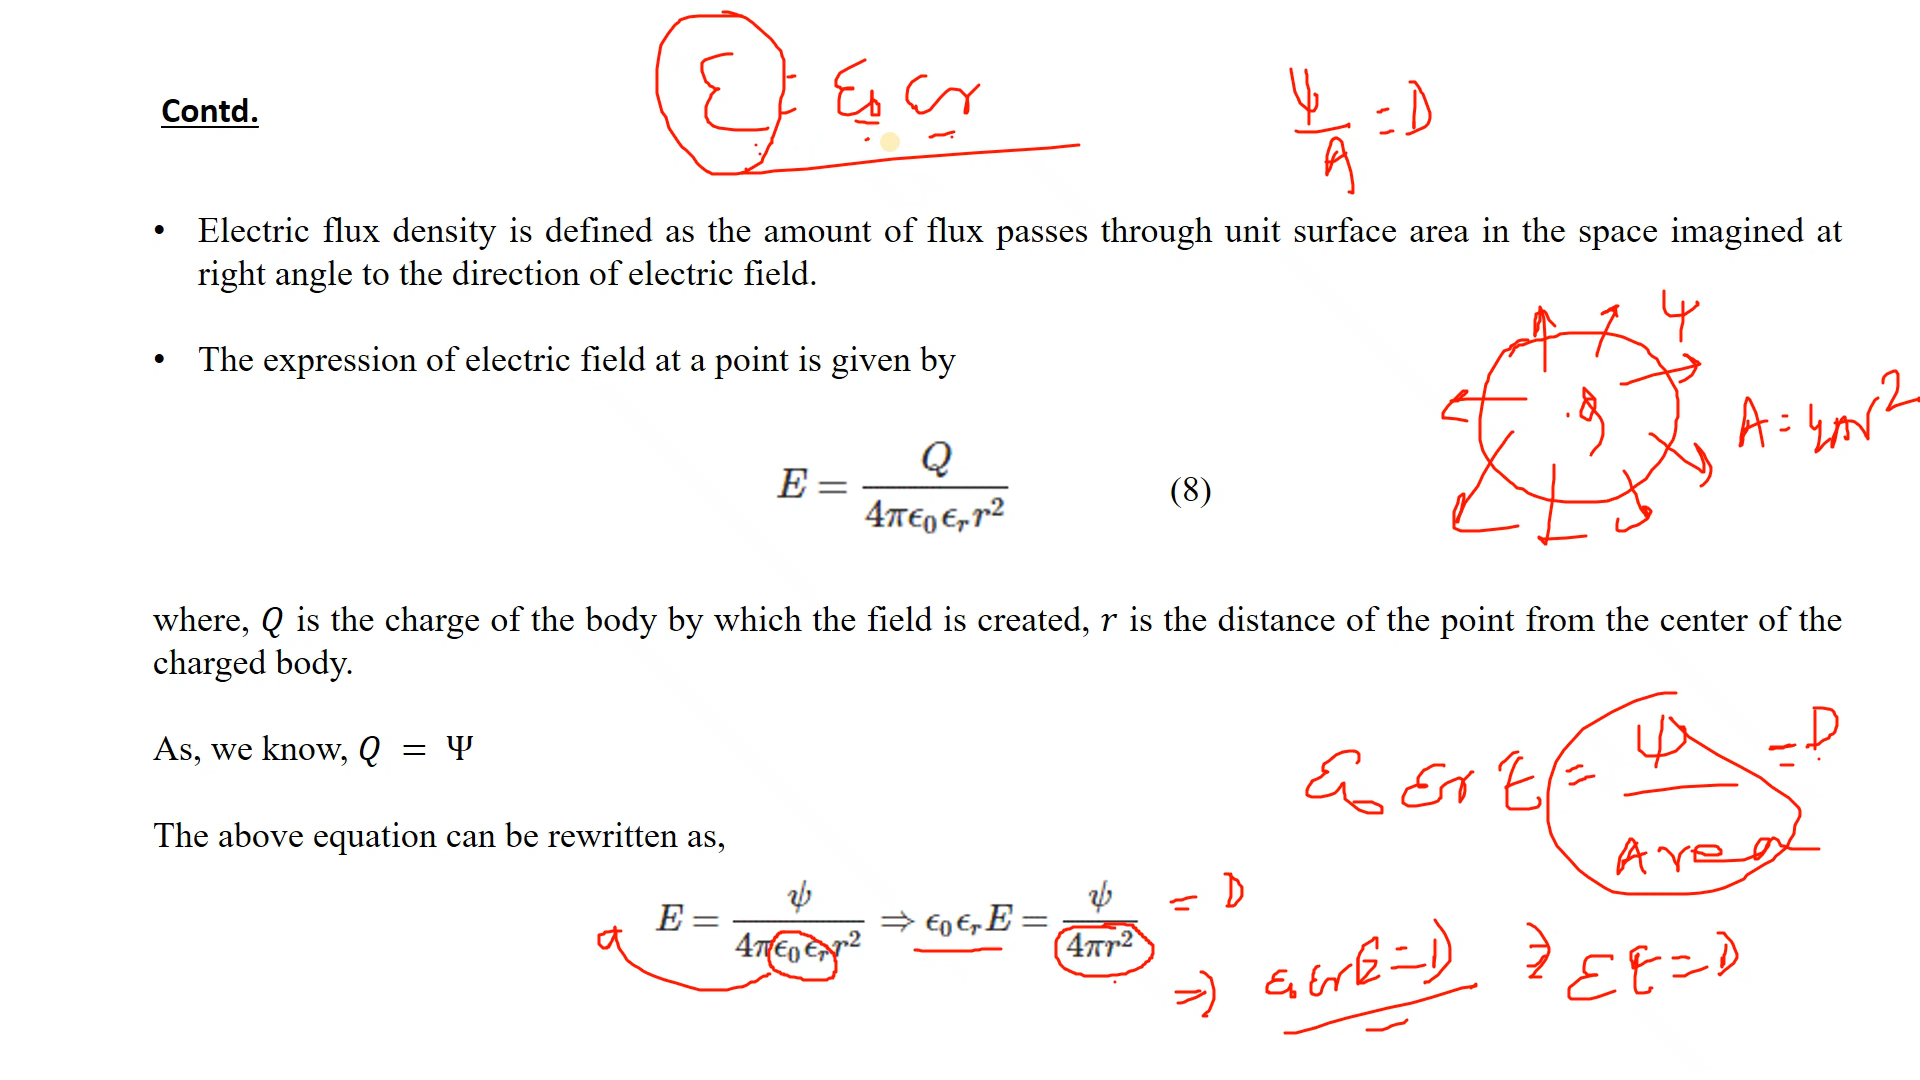 ε = ε₀ εr
ψ/A = D
Contd.
• Electric flux density is defined as the amount of flux passes through unit surface area in the space imagined at
right angle to the direction of electric field.
ψ
• The expression of electric field at a point is given by
Q
A = 4πr²
E = Q/(4πϵ₀ϵᵣr²) (8)
where, Q is the charge of the body by which the field is created, r is the distance of the point from the center of the
charged body.
As, we know, Q = Ψ
ε₀ εr E = ψ/Area = D
The above equation can be rewritten as,
E = ψ/(4πϵ₀ϵᵣr²) ⇒ ϵ₀ϵᵣE = ψ/(4πr²) = D
⇒ ε₀ εr E = D ⇒ εE = D